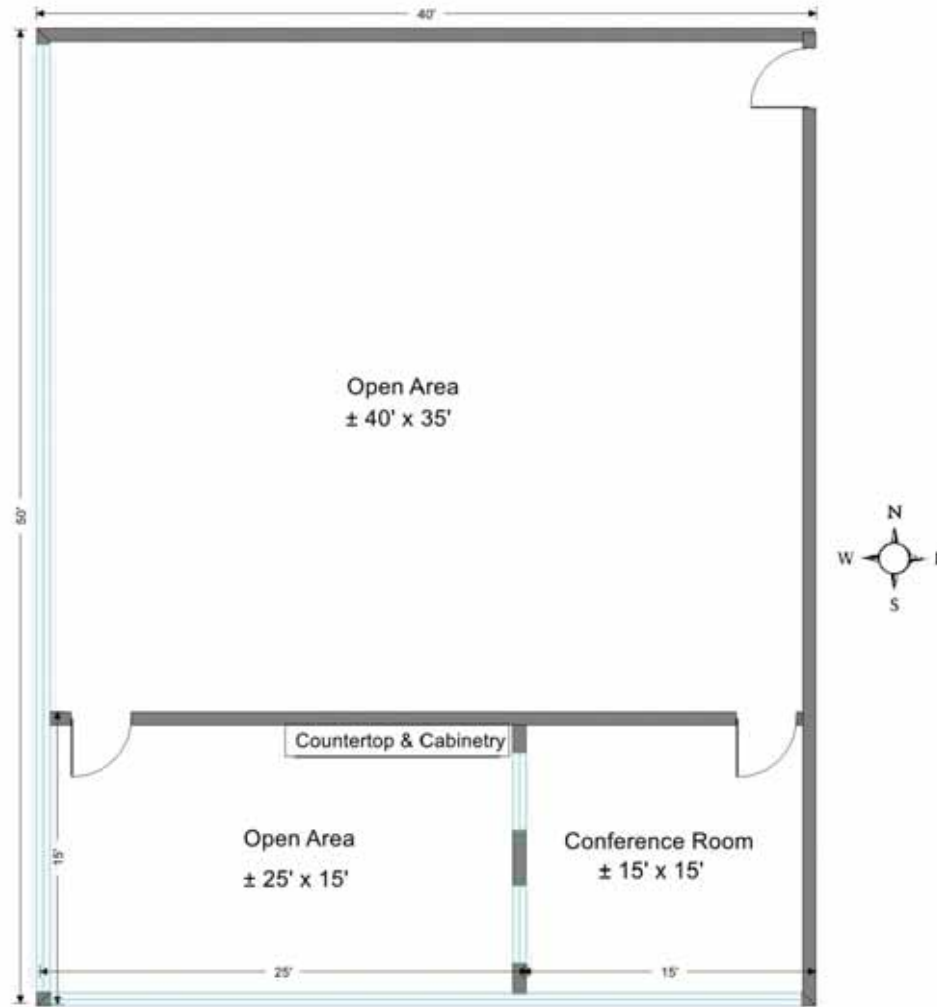 40'
50'
Open Area
± 40' x 35'
N
W
S
Countertop & Cabinetry
Open Area
± 25' x 15'
Conference Room
± 15' x 15'
15'
25'
15'